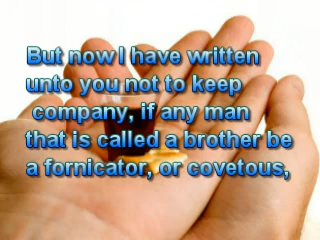 But now I have written
unto you not to keep
company, if any man
that is called a brother be
a fornicator, or covetous,